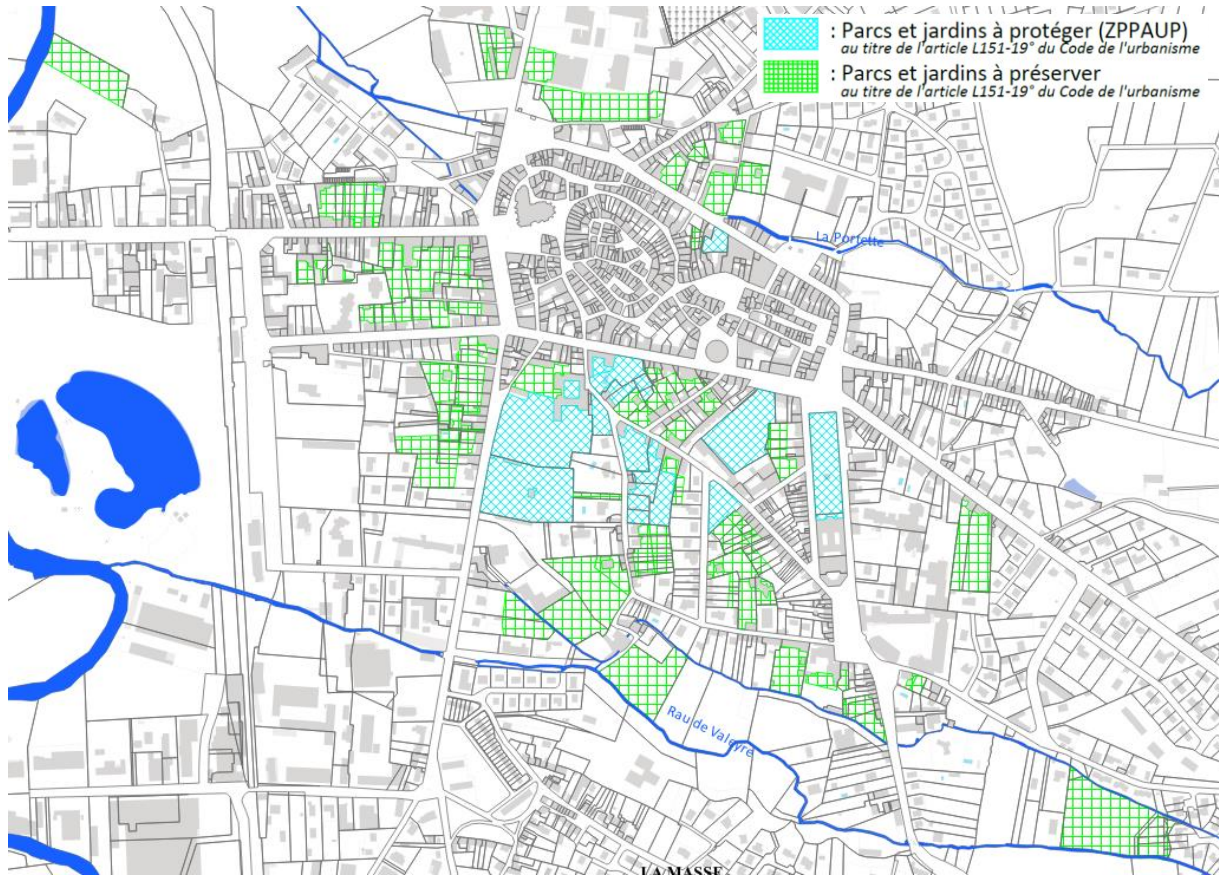 : Parcs et jardins à protéger (ZPPAUP)
au titre de l'article L151-19° du Code de l'urbanisme
: Parcs et jardins à préserver
au titre de l'article L151-19° du Code de l'urbanisme
La Portette
Rau de Valeyre
LA MASSE